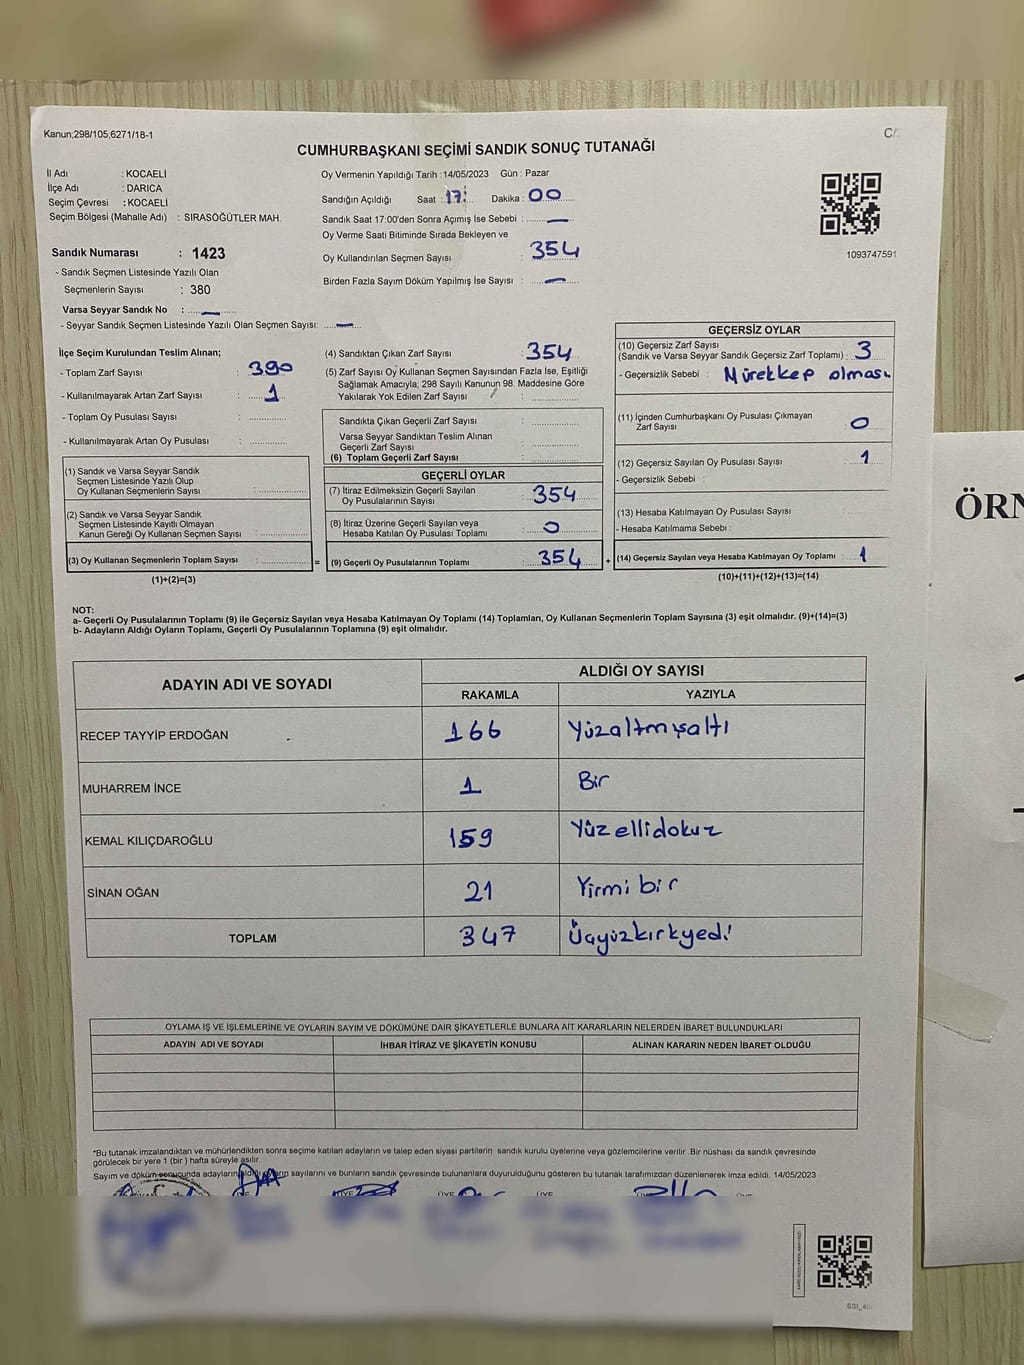 Kanun;298/105,6271/18-1
CUMHURBAŞKANI SEÇİMİ SANDIK SONUÇ TUTANAĞI
İl Adı : KOCAELİ
İlçe Adı : DARICA
Seçim Çevresi : KOCAELİ
Seçim Bölgesi (Mahalle Adı) : SIRASÖĞÜTLER MAH.
Oy Vermenin Yapıldığı Tarih :14/05/2023 Gün : Pazar
Sandığın Açıldığı Saat : 17: Dakika : 00
Sandık Saat 17:00'den Sonra Açımış İse Sebebi : —
Oy Verme Saati Bitiminde Sırada Bekleyen ve
Oy Kullandırılan Seçmen Sayısı : 354
Birden Fazla Sayım Döküm Yapılmış İse Sayısı : —
1093747591
Sandık Numarası : 1423
- Sandık Seçmen Listesinde Yazılı Olan
Seçmenlerin Sayısı : 380
Varsa Seyyar Sandık No : —
- Seyyar Sandık Seçmen Listesinde Yazılı Olan Seçmen Sayısı: —
İlçe Seçim Kurulundan Teslim Alınan;
- Toplam Zarf Sayısı : 390
- Kullanılmayarak Artan Zarf Sayısı : 1
- Toplam Oy Pusulası Sayısı :
- Kullanılmayarak Artan Oy Pusulası :
(1) Sandık ve Varsa Seyyar Sandık
Seçmen Listesinde Yazılı Olup
Oy Kullanan Seçmenlerin Sayısı :
(2) Sandık ve Varsa Seyyar Sandık
Seçmen Listesinde Kayıtlı Olmayan
Kanun Gereği Oy Kullanan Seçmen Sayısı :
(3) Oy Kullanan Seçmenlerin Toplam Sayısı :
(1)+(2)=(3)
(4) Sandıktan Çıkan Zarf Sayısı : 354
(5) Zarf Sayısı Oy Kullanan Seçmen Sayısından Fazla İse, Eşitliği
Sağlamak Amacıyla; 298 Sayılı Kanunun 98. Maddesine Göre
Yakılarak Yok Edilen Zarf Sayısı :
Sandıkta Çıkan Geçerli Zarf Sayısı :
Varsa Seyyar Sandıktan Teslim Alınan
Geçerli Zarf Sayısı :
(6) Toplam Geçerli Zarf Sayısı :
GEÇERLİ OYLAR
(7) İtiraz Edilmeksizin Geçerli Sayılan
Oy Pusulalarının Sayısı : 354
(8) İtiraz Üzerine Geçerli Sayılan veya
Hesaba Katılan Oy Pusulası Toplamı : 0
= (9) Geçerli Oy Pusulalarının Toplamı : 354 +
GEÇERSİZ OYLAR
(10) Geçersiz Zarf Sayısı
(Sandık ve Varsa Seyyar Sandık Geçersiz Zarf Toplamı) : 3
- Geçersizlik Sebebi : Mürekkep olması
(11) İçinden Cumhurbaşkanı Oy Pusulası Çıkmayan
Zarf Sayısı : 0
(12) Geçersiz Sayılan Oy Pusulası Sayısı : 1
- Geçersizlik Sebebi :
(13) Hesaba Katılmayan Oy Pusulası Sayısı :
- Hesaba Katılmama Sebebi :
(14) Geçersiz Sayılan veya Hesaba Katılmayan Oy Toplamı : 1
(10)+(11)+(12)+(13)=(14)
NOT:
a- Geçerli Oy Pusulalarının Toplamı (9) ile Geçersiz Sayılan veya Hesaba Katılmayan Oy Toplamı (14) Toplamları, Oy Kullanan Seçmenlerin Toplam Sayısına (3) eşit olmalıdır. (9)+(14)=(3)
b- Adayların Aldığı Oyların Toplamı, Geçerli Oy Pusulalarının Toplamına (9) eşit olmalıdır.
ADAYIN ADI VE SOYADI ALDIĞI OY SAYISI
RAKAMLA YAZIYLA
RECEP TAYYİP ERDOĞAN 166 Yüzaltmışaltı
MUHARREM İNCE 1 Bir
KEMAL KILIÇDAROĞLU 159 Yüzellidokuz
SİNAN OĞAN 21 Yirmi bir
TOPLAM 347 Üçyüzkırkyedi
OYLAMA İŞ VE İŞLEMLERİNE VE OYLARIN SAYIM VE DÖKÜMÜNE DAİR ŞİKAYETLERLE BUNLARA AİT KARARLARIN NELERDEN İBARET BULUNDUKLARI
ADAYIN ADI VE SOYADI İHBAR İTİRAZ VE ŞİKAYETİN KONUSU ALINAN KARARIN NEDEN İBARET OLDUĞU
*Bu tutanak imzalandıktan ve mühürlendikten sonra seçime katılan adayların ve talep eden siyasi partilerin sandık kurulu üyelerine veya gözlemcilerine verilir. Bir nüshası da sandık çevresinde
görülecek bir yere 1 (bir) hafta süreyle asılır.
Sayım ve döküm sonucunda adayların aldığı oyların sayılarını ve bunların sandık çevresinde bulunanlara duyurulduğunu gösteren bu tutanak tarafımızdan düzenlenerek imza edildi. 14/05/2023
ÜYE ÜYE ÜYE
ÖRN